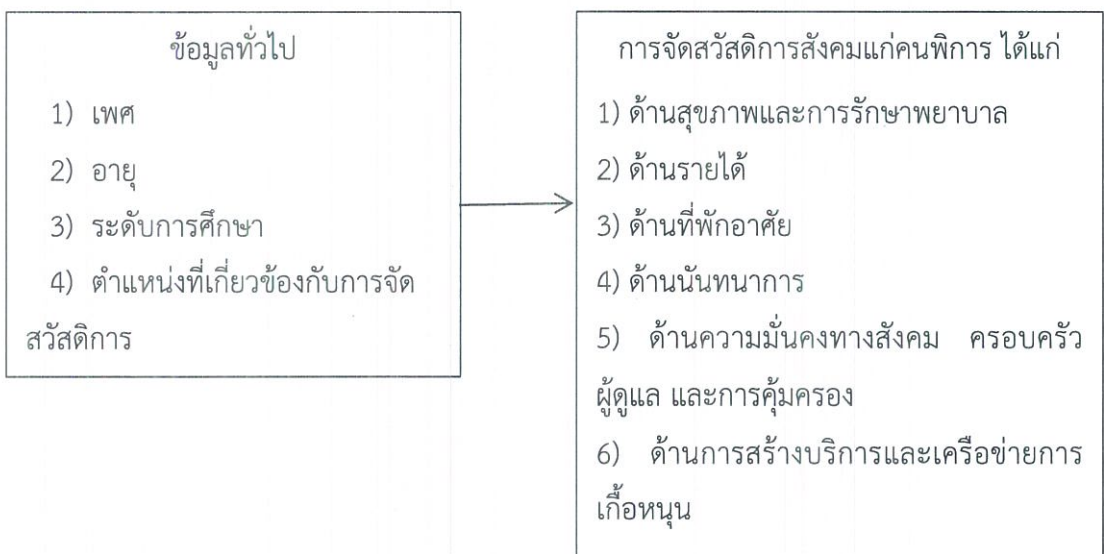 ข้อมูลทั่วไป
1) เพศ
2) อายุ
3) ระดับการศึกษา
4) ตำแหน่งที่เกี่ยวข้องกับการจัด
สวัสดิการ
การจัดสวัสดิการสังคมแก่คนพิการ ได้แก่
1) ด้านสุขภาพและการรักษาพยาบาล
2) ด้านรายได้
3) ด้านที่พักอาศัย
4) ด้านนันทนาการ
5) ด้านความมั่นคงทางสังคม ครอบครัว
ผู้ดูแล และการคุ้มครอง
6) ด้านการสร้างบริการและเครือข่ายการ
เกื้อหนุน